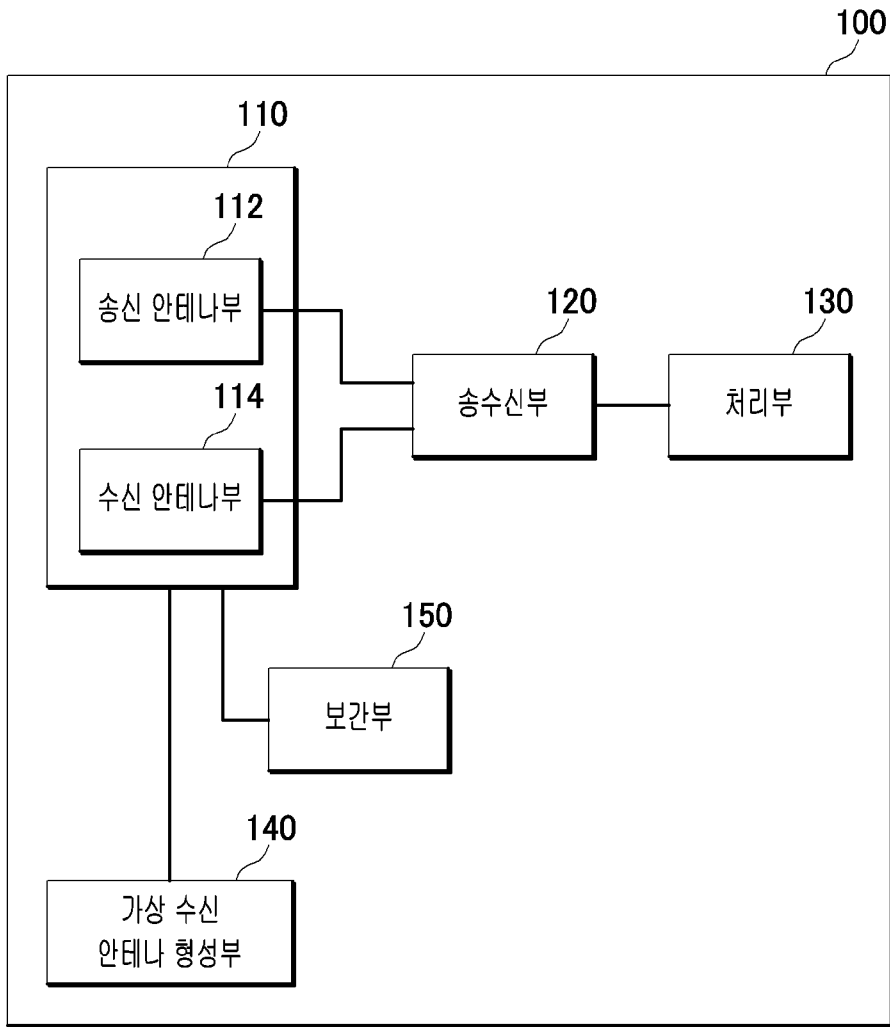 100
110
112
송신 안테나부
120
130
송수신부
처리부
114
수신 안테나부
150
보간부
140
가상 수신
안테나 형성부